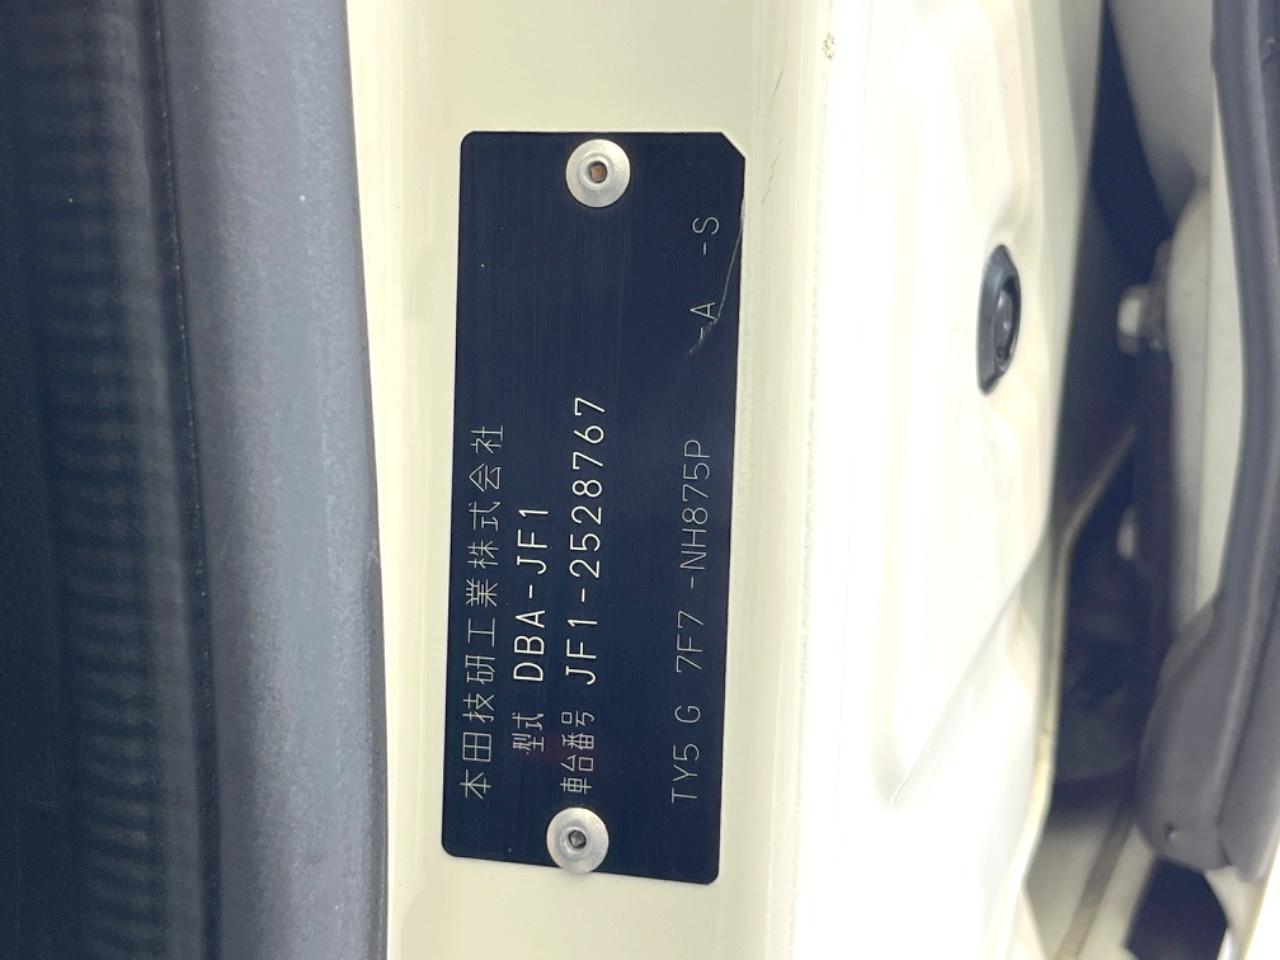 本田技研工業株式会社
型式 DBA-JF1
車台番号 JF1-2528767
TY5 G 7F7 -NH875P -A -S